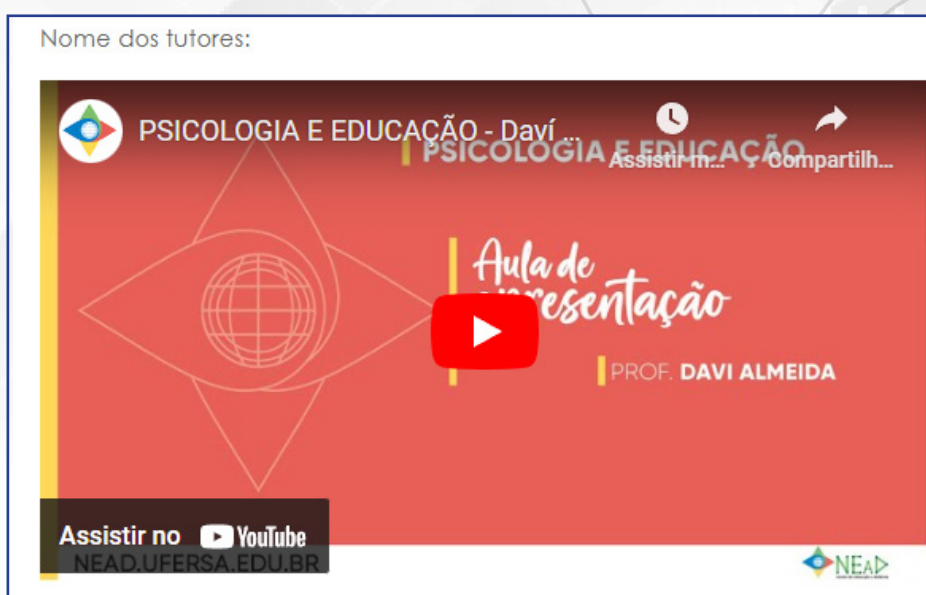 Nome dos tutores:
PSICOLOGIA E EDUCAÇÃO - Daví ...
PSICOLOGIA E EDUCAÇÃO
Assistir m...
Compartilh...
Aula de
apresentação
PROF. DAVI ALMEIDA
Assistir no YouTube
NEAD.UFERSA.EDU.BR
NEAD